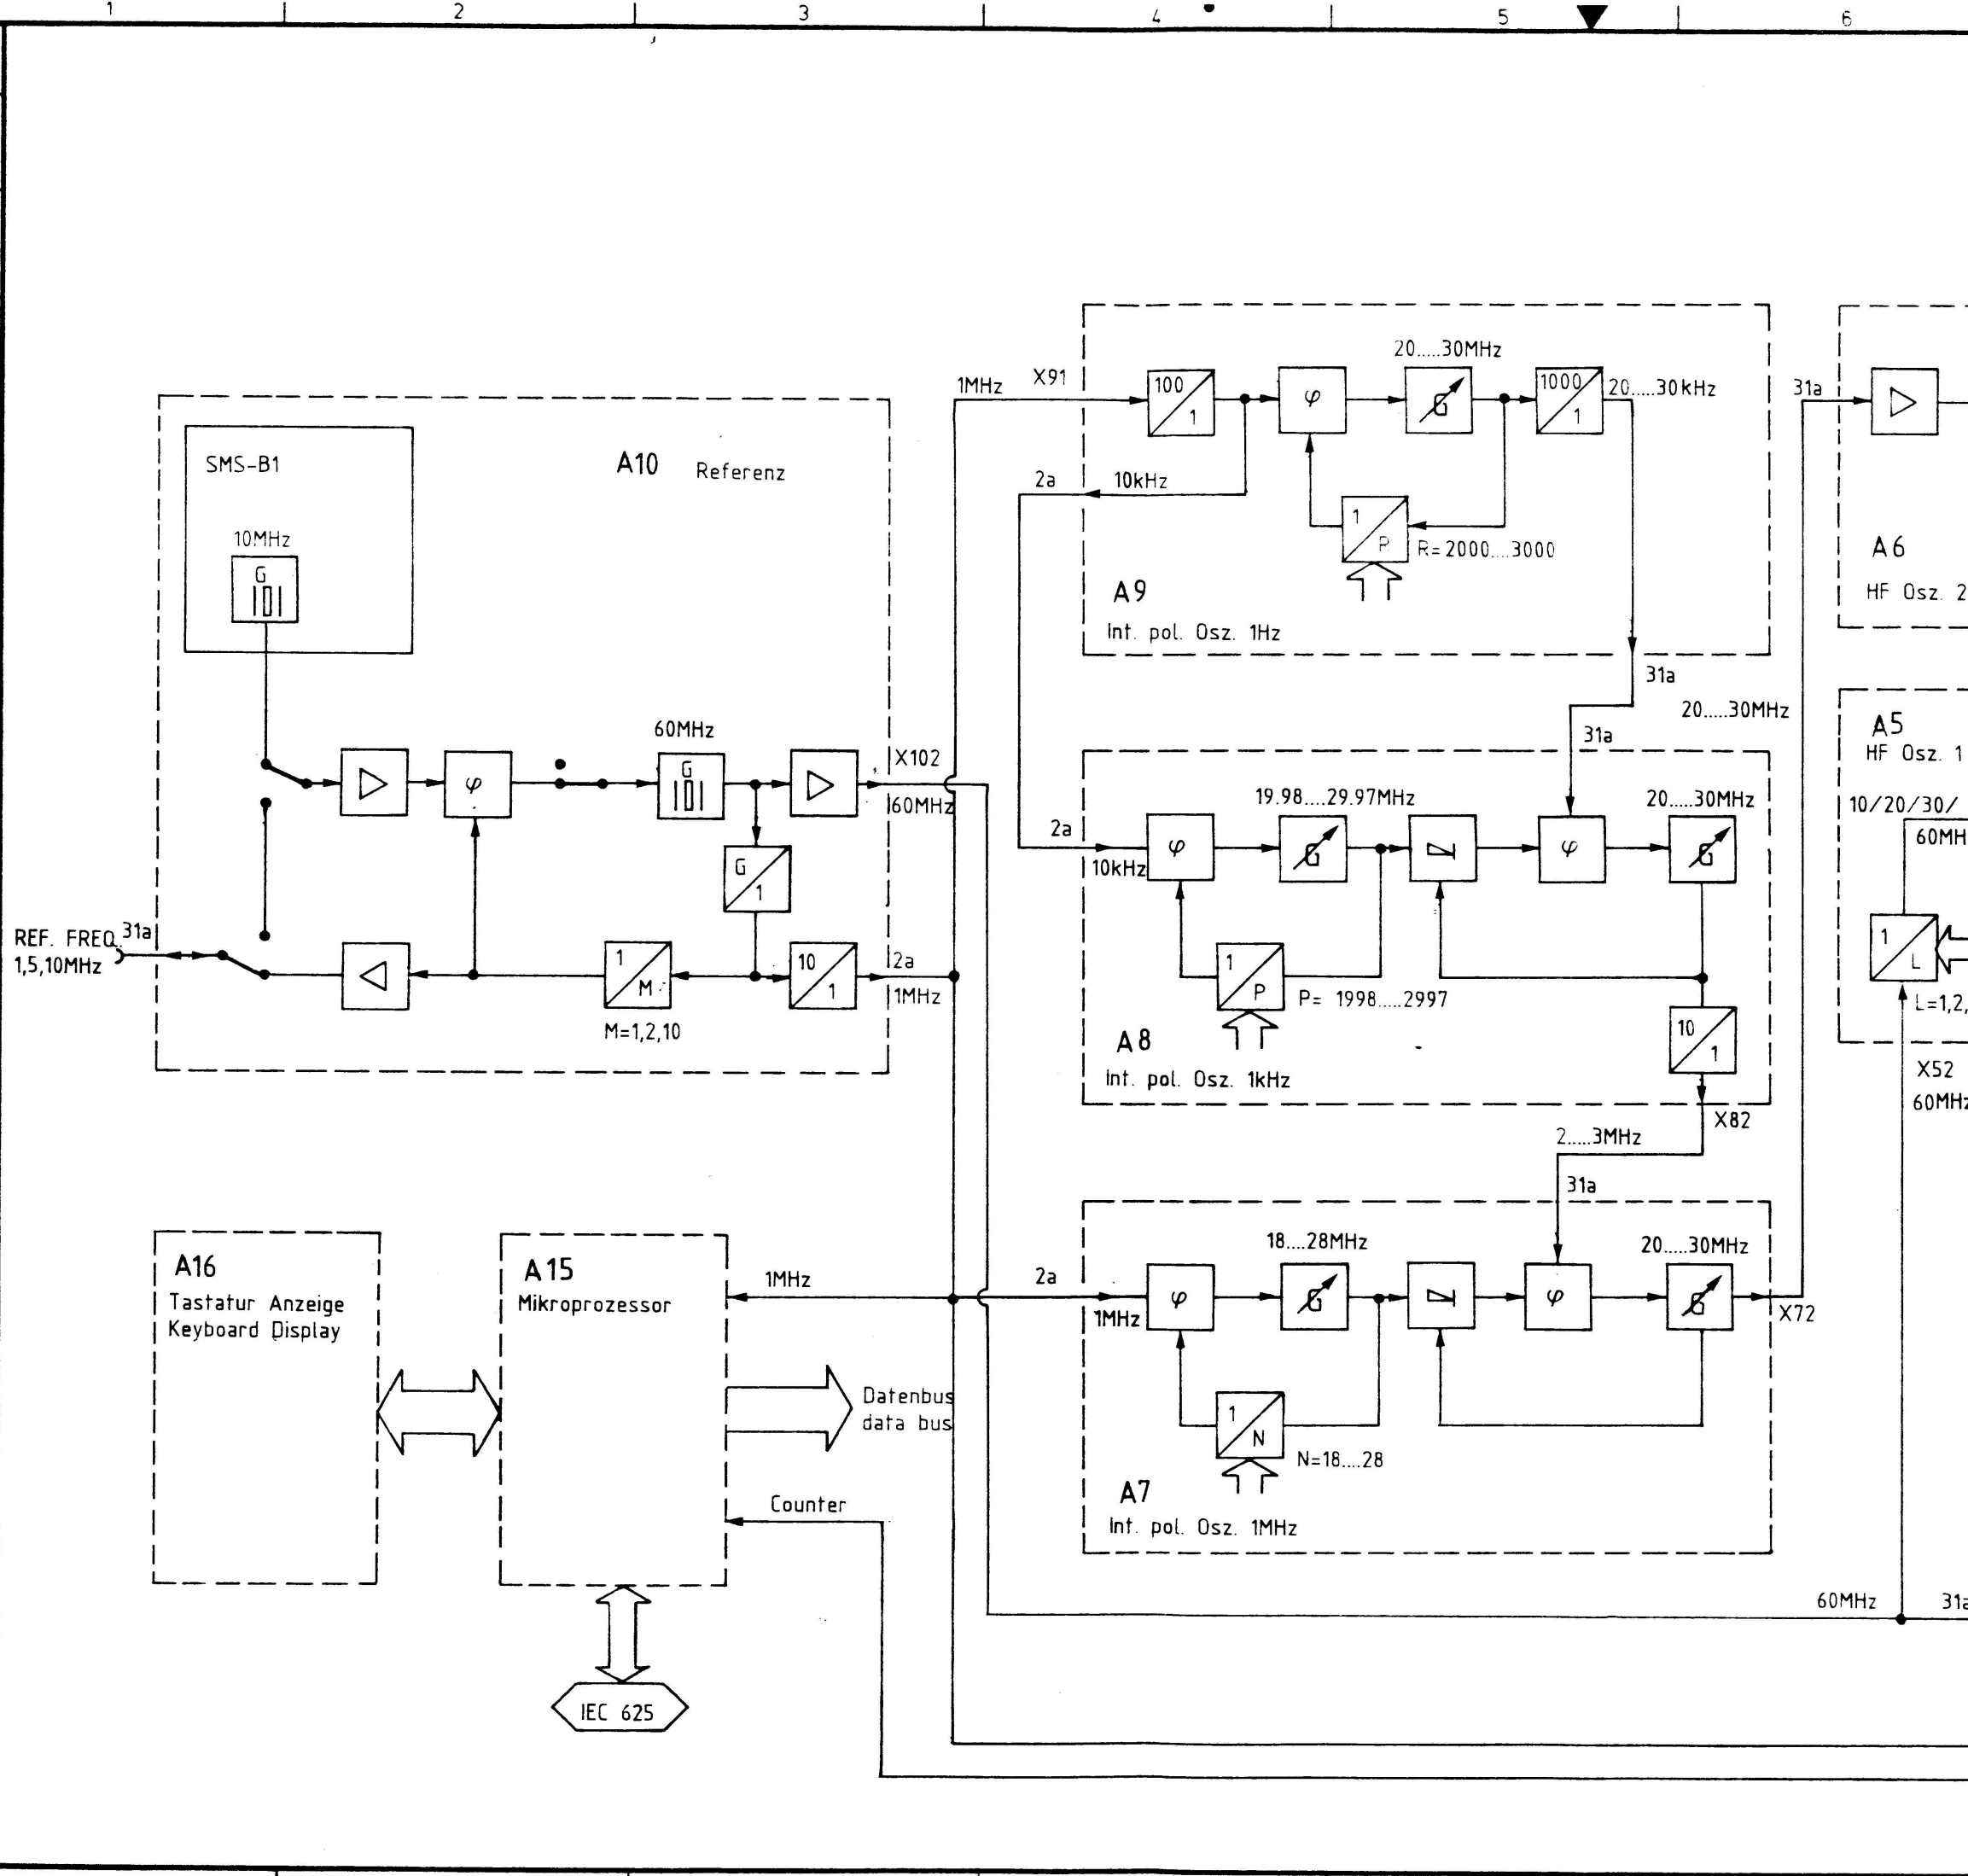 1
2
3
4
5
6
SMS-B1
10MHz
G
A10 Referenz
60MHz
G
φ
X102
60MHz
G
1
REF. FREQ. 31a
1,5,10MHz
1
M
M=1,2,10
10
1
2a
1MHz
1MHz
X91
100
1
φ
20.....30MHz
G
1000
1
20.....30kHz
2a
10kHz
1
R
R=2000....3000
A9
Int. pol. Osz. 1Hz
31a
20.....30MHz
31a
2a
10kHz
φ
19.98....29.97MHz
G
φ
20.....30MHz
G
1
P
P= 1998.....2997
10
1
A8
Int. pol. Osz. 1kHz
X82
2.....3MHz
31a
2a
1MHz
φ
18....28MHz
G
φ
20.....30MHz
G
X72
1
N
N=18....28
A7
Int. pol. Osz. 1MHz
31a
A6
HF Osz. 2
A5
HF Osz. 1
10/20/30/
60MH
1
L
L=1,2,
X52
60MHz
60MHz
31a
A16
Tastatur Anzeige
Keyboard Display
A15
Mikroprozessor
1MHz
Datenbus
data bus
Counter
IEC 625